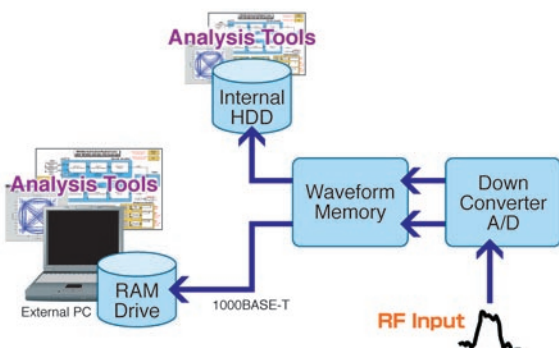 Analysis Tools
Internal
HDD
Analysis Tools
Waveform
Memory
Down
Converter
A/D
RAM
Drive
External PC
1000BASE-T
RF Input